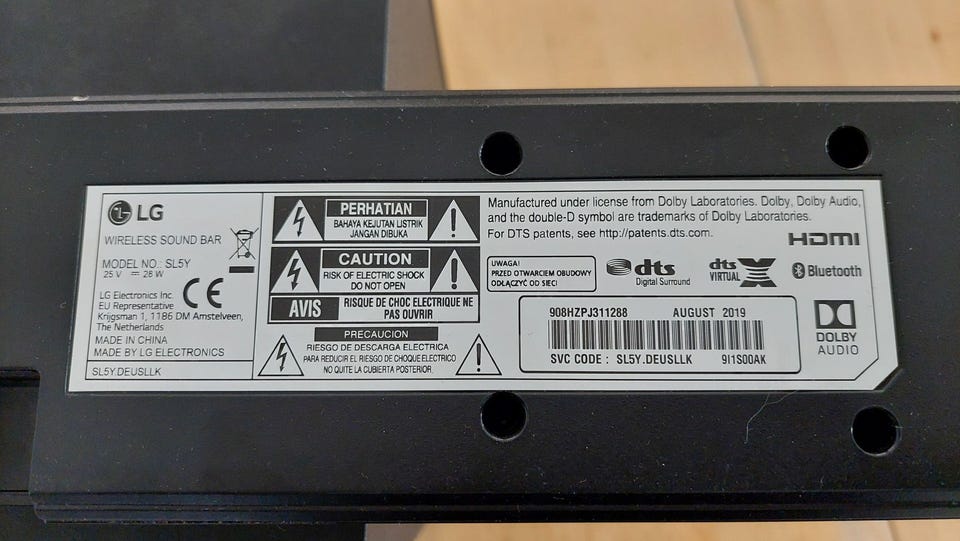 LG
WIRELESS SOUND BAR
MODEL NO.: SL5Y
25 V ⎓ 28 W
LG Electronics Inc.
EU Representative
Krijgsman 1, 1186 DM Amstelveen,
The Netherlands
CE
MADE IN CHINA
MADE BY LG ELECTRONICS
SL5Y.DEUSLLK
PERHATIAN
BAHAYA KEJUTAN LISTRIK
JANGAN DIBUKA
CAUTION
RISK OF ELECTRIC SHOCK
DO NOT OPEN
AVIS
RISQUE DE CHOC ELECTRIQUE NE
PAS OUVRIR
PRECAUCION
RIESGO DE DESCARGA ELECTRICA
PARA REDUCIR EL RIESGO DE CHOQUE ELECTRICO
NO QUITE LA CUBIERTA POSTERIOR.
Manufactured under license from Dolby Laboratories. Dolby, Dolby Audio,
and the double-D symbol are trademarks of Dolby Laboratories.
For DTS patents, see http://patents.dts.com.
HDMI
UWAGA!
PRZED OTWARCIEM OBUDOWY
ODŁĄCZYĆ OD SIECI
dts
Digital Surround
dts
VIRTUAL X
Bluetooth
908HZPJ311288 AUGUST 2019
SVC CODE : SL5Y.DEUSLLK 9I1S00AK
DOLBY
AUDIO